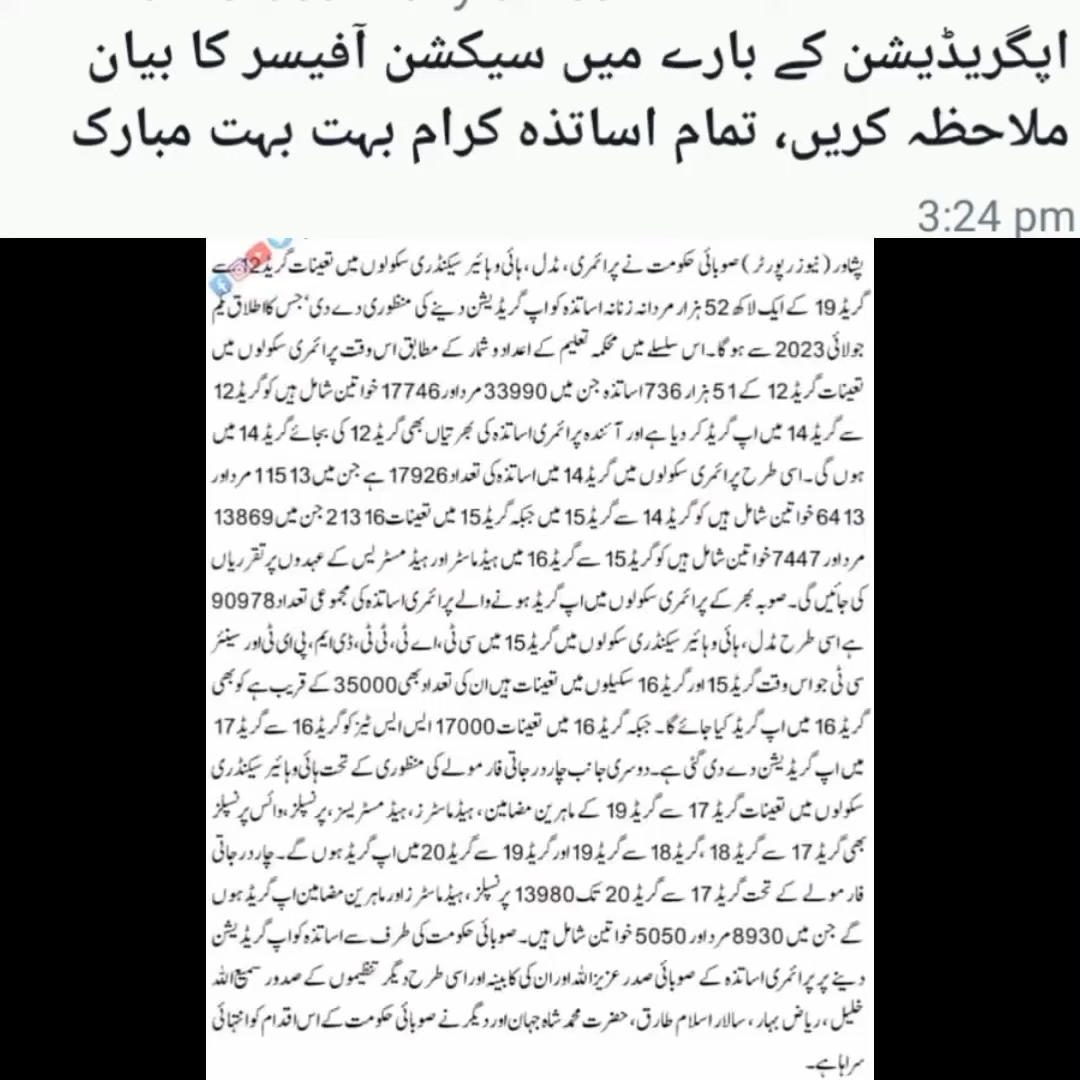 اپگریڈیشن کے بارے میں سیکشن آفیسر کا بیان
ملاحظہ کریں، تمام اساتذہ کرام بہت بہت مبارک
3:24 pm
پشاور (نیوز رپورٹر) صوبائی حکومت نے پرائمری، مڈل، ہائی و ہائیر سیکنڈری سکولوں میں تعینات گریڈ 12 سے
گریڈ 19 کے ایک لاکھ 52 ہزار مردانہ زنانہ اساتذہ کو اپ گریڈیشن دینے کی منظوری دے دی، جس کا اطلاق یکم
جولائی 2023 سے ہو گا۔ اس سلسلے میں محکمہ تعلیم کے اعداد و شمار کے مطابق اس وقت پرائمری سکولوں میں
تعینات گریڈ 12 کے 51 ہزار 736 اساتذہ جن میں 33990 مرد اور 17746 خواتین شامل ہیں کو گریڈ 12
سے گریڈ 14 میں اپ گریڈ کر دیا ہے اور آئندہ پرائمری اساتذہ کی بھرتیاں بھی گریڈ 12 کی بجائے گریڈ 14 میں
ہوں گی۔ اسی طرح پرائمری سکولوں میں گریڈ 14 میں اساتذہ کی تعداد 17926 ہے جن میں 11513 مرد اور
6413 خواتین شامل ہیں کو گریڈ 14 سے گریڈ 15 میں جبکہ گریڈ 15 میں تعینات 21316 جن میں 13869
مرد اور 7447 خواتین شامل ہیں کو گریڈ 15 سے گریڈ 16 میں ہیڈ ماسٹر اور ہیڈ مسٹریس کے عہدوں پر تقرریاں
کی جائیں گی۔ صوبہ بھر کے پرائمری سکولوں میں اپ گریڈ ہونے والے پرائمری اساتذہ کی مجموعی تعداد 90978
ہے اسی طرح مڈل، ہائی و ہائیر سیکنڈری سکولوں میں گریڈ 15 میں سی ٹی، اے ٹی، ٹی ٹی، ڈی ایم، پی ای ٹی اور سینئر
سی ٹی جو اس وقت گریڈ 15 اور گریڈ 16 سکیلوں میں تعینات ہیں ان کی تعداد بھی 35000 کے قریب ہے کو بھی
گریڈ 16 میں اپ گریڈ کیا جائے گا۔ جبکہ گریڈ 16 میں تعینات 17000 ایس ایس ٹیز کو گریڈ 16 سے گریڈ 17
میں اپ گریڈیشن دے دی گئی ہے۔ دوسری جانب چار درجاتی فارمولے کی منظوری کے تحت ہائی و ہائیر سیکنڈری
سکولوں میں تعینات گریڈ 17 سے گریڈ 19 کے ماہرین مضامین، ہیڈ ماسٹرز، ہیڈ مسٹریسز، پرنسپلز، وائس پرنسپلز
بھی گریڈ 17 سے گریڈ 18، گریڈ 18 سے گریڈ 19 اور گریڈ 19 سے گریڈ 20 میں اپ گریڈ ہوں گے۔ چار درجاتی
فارمولے کے تحت گریڈ 17 سے گریڈ 20 تک 13980 پرنسپلز، ہیڈ ماسٹرز اور ماہرین مضامین اپ گریڈ ہوں
گے جن میں 8930 مرد اور 5050 خواتین شامل ہیں۔ صوبائی حکومت کی طرف سے اساتذہ کو اپ گریڈیشن
دینے پر پرائمری اساتذہ کے صوبائی صدر عزیز اللہ اور ان کی کابینہ اور اسی طرح دیگر تنظیموں کے صدور سمیع اللہ
خلیل، ریاض بہار، سالار اسلام طارق، حضرت محمد شاہ جہان اور دیگر نے صوبائی حکومت کے اس اقدام کو انتہائی
سراہا ہے۔